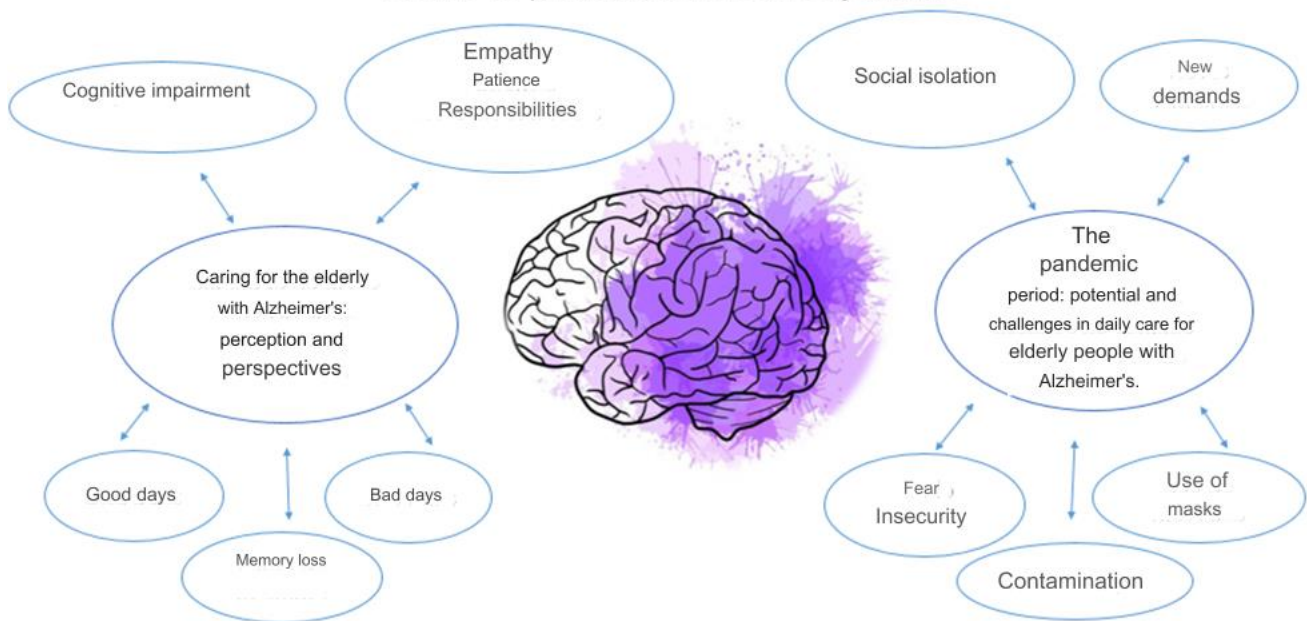 Cognitive impairment
Empathy
Patience
Responsibilities
Caring for the elderly
with Alzheimer's:
perception and
perspectives
Good days
Memory loss
Bad days
Social isolation
New
demands
The
pandemic
period: potential and
challenges in daily care for
elderly people with
Alzheimer's.
Fear
Insecurity
Contamination
Use of
masks